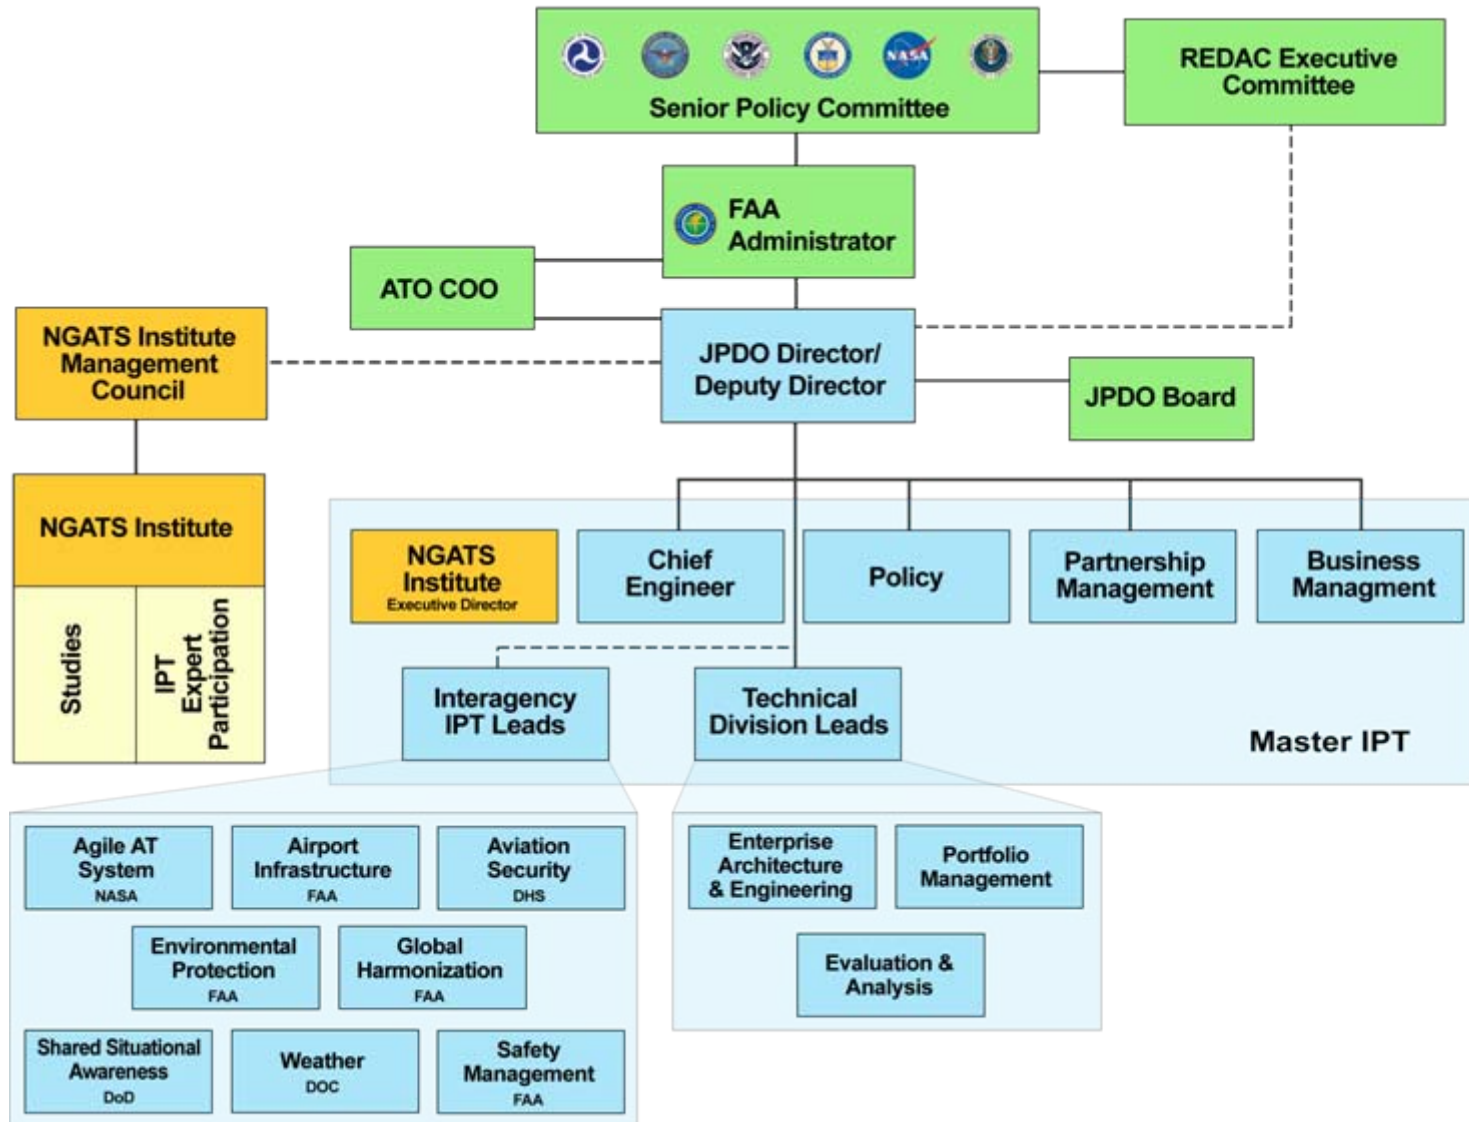 NASA
Senior Policy Committee
REDAC Executive
Committee
FAA
Administrator
ATO COO
NGATS Institute
Management
Council
JPDO Director/
Deputy Director
JPDO Board
NGATS Institute
Studies
IPT
Expert
Participation
NGATS
Institute
Executive Director
Chief
Engineer
Policy
Partnership
Management
Business
Managment
Interagency
IPT Leads
Technical
Division Leads
Master IPT
Agile AT
System
NASA
Airport
Infrastructure
FAA
Aviation
Security
DHS
Environmental
Protection
FAA
Global
Harmonization
FAA
Shared Situational
Awareness
DoD
Weather
DOC
Safety
Management
FAA
Enterprise
Architecture
& Engineering
Portfolio
Management
Evaluation &
Analysis